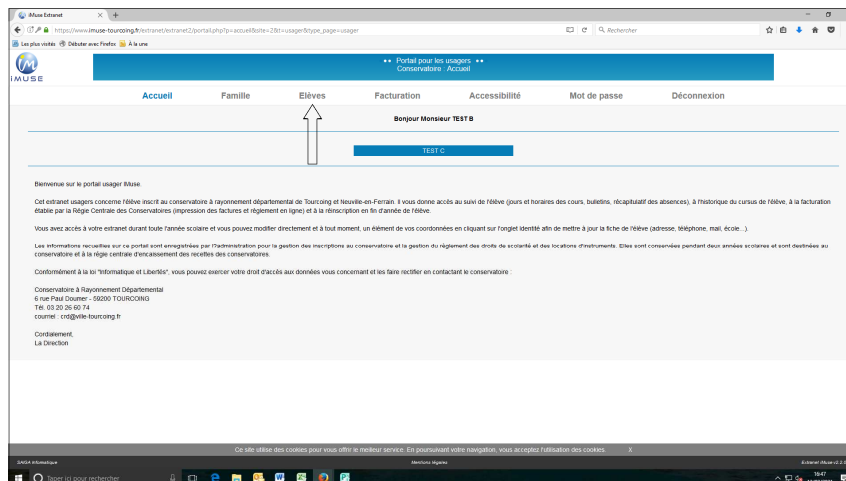 iMuse Extranet
https://www.imuse-tourcoing.fr/extranet/extranet2/portail.php?p=accueil&site=2&t=usager&type_page=usager
Rechercher
Les plus visités Débuter avec Firefox À la une
iMUSE
•• Portail pour les usagers ••
Conservatoire : Accueil
Accueil Famille Elèves Facturation Accessibilité Mot de passe Déconnexion
Bonjour Monsieur TEST B
TEST C
Bienvenue sur le portail usager iMuse.
Cet extranet usagers concerne l'élève inscrit au conservatoire à rayonnement départemental de Tourcoing et Neuville-en-Ferrain. Il vous donne accès au suivi de l'élève (jours et horaires des cours, bulletins, récapitulatif des absences), à l'historique du cursus de l'élève, à la facturation
établie par la Régie Centrale des Conservatoires (impression des factures et règlement en ligne) et à la réinscription en fin d'année de l'élève.
Vous avez accès à votre extranet durant toute l'année scolaire et vous pouvez modifier directement et à tout moment, un élément de vos coordonnées en cliquant sur l'onglet Identité afin de mettre à jour la fiche de l'élève (adresse, téléphone, mail, école...).
Les informations recueillies sur ce portail sont enregistrées par l'?administration pour la gestion des inscriptions au conservatoire et la gestion du règlement des droits de scolarité et des locations d'instruments. Elles sont conservées pendant deux années scolaires et sont destinées au
conservatoire et à la régie centrale d'encaissement des recettes des conservatoires.
Conformément à la loi "Informatique et Libertés", vous pouvez exercer votre droit d'accès aux données vous concernant et les faire rectifier en contactant le conservatoire :
Conservatoire à Rayonnement Départemental
6 rue Paul Doumer - 59200 TOURCOING
Tél. 03 20 26 60 74
courriel : crd@ville-tourcoing.fr
Cordialement,
La Direction
Ce site utilise des cookies pour vous offrir le meilleur service. En poursuivant votre navigation, vous acceptez l'utilisation des cookies. X
SAIGA Informatique Mentions légales Extranet iMuse v2.2.0
Taper ici pour rechercher
16:47